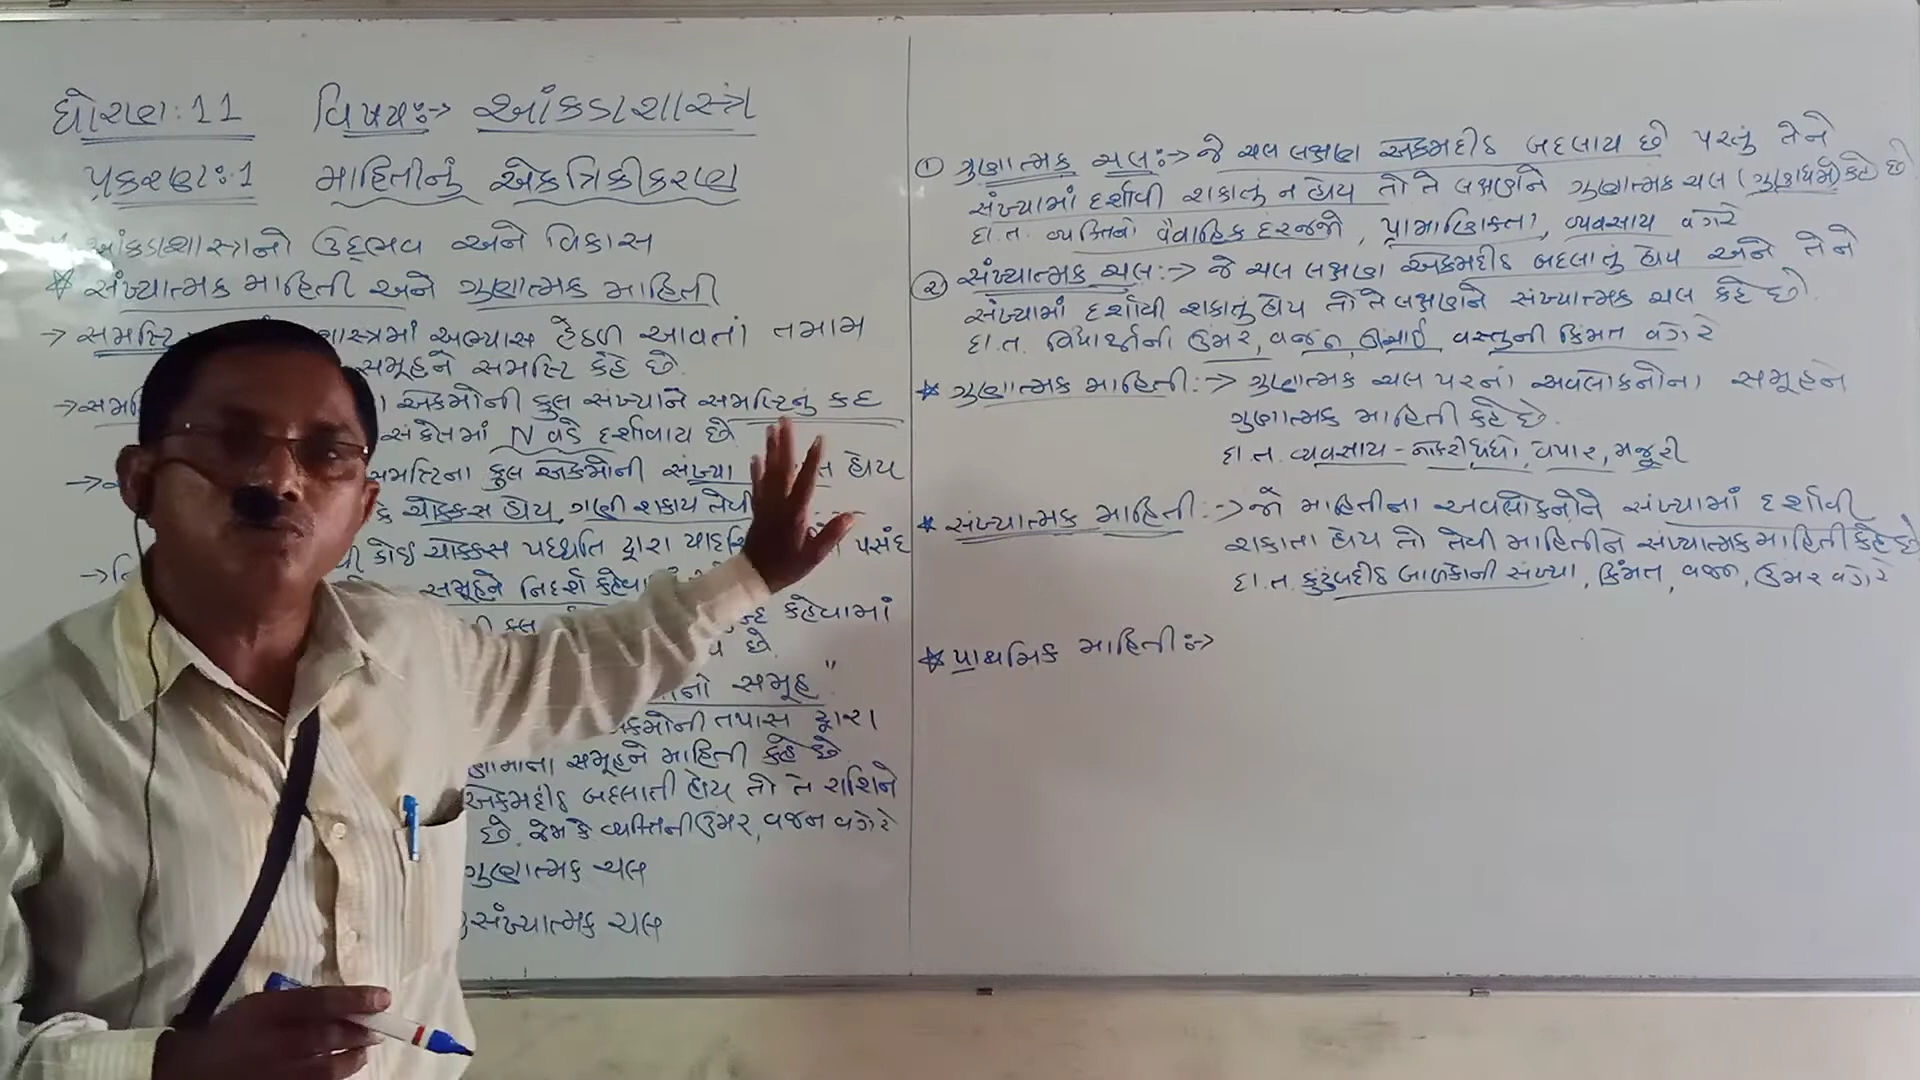 ધોરણ:11 વિષય:→ આંકડાશાસ્ત્ર
પ્રકરણ:1 માહિતીનું એકત્રિકીકરણ
આંકડાશાસ્ત્રનો ઉદ્દભવ અને વિકાસ
* સંખ્યાત્મક માહિતી અને ગુણાત્મક માહિતી
→ સમષ્ટિ શાસ્ત્રમાં અભ્યાસ હેઠળ આવતાં તમામ
સમૂહને સમષ્ટિ કહે છે.
→ એકમોની કુલ સંખ્યાને સમષ્ટિનું કદ
સંકેતમાં N વડે દર્શાવાય છે.
→ સમષ્ટિના કુલ એકમોની સંખ્યા હોય
કે ચોક્કસ હોય, ગણી શકાય તેવી
→ કોઈ ચોક્કસ પધ્ધતિ દ્વારા પસંદ
સમૂહને નિદર્શ
કહેવામાં
છે.
સમૂહ"
એકમોની તપાસ દ્વારા
સમૂહને માહિતી કહે છે
એકમદીઠ બદલાતી હોય તો તે રાશિને
છે. જેમ કે વ્યક્તિની ઉંમર, વજન વગેરે
ગુણાત્મક ચલ
સંખ્યાત્મક ચલ
① ગુણાત્મક ચલ:→ જે ચલ લક્ષણ એકમદીઠ બદલાય છે પરંતુ તેને
સંખ્યામાં દર્શાવી શકાતું ન હોય તો તે લક્ષણને ગુણાત્મક ચલ (ગુણધર્મ) કહે છે
દા.ત. વ્યક્તિનો વૈવાહિક દરજજો, પ્રામાણિકતા, વ્યવસાય વગેરે
② સંખ્યાત્મક ચલ:→ જે ચલ લક્ષણ એકમદીઠ બદલાતું હોય અને તેને
સંખ્યામાં દર્શાવી શકાતું હોય તો તે લક્ષણને સંખ્યાત્મક ચલ કહે છે.
દા.ત. વિદ્યાર્થીની ઉંમર, વજન, ઊંચાઈ, વસ્તુની કિંમત વગેરે
* ગુણાત્મક માહિતી:→ ગુણાત્મક ચલ પરનાં અવલોકનોના સમૂહને
ગુણાત્મક માહિતી કહે છે.
દા.ત. વ્યવસાય - નોકરી, ધંધો, વેપાર, મજૂરી
* સંખ્યાત્મક માહિતી:→ જો માહિતીના અવલોકનોને સંખ્યામાં દર્શાવી
શકાતા હોય તો તેવી માહિતીને સંખ્યાત્મક માહિતી કહે છે
દા.ત. કુટુંબદીઠ બાળકોની સંખ્યા, કિંમત, વજન, ઉંમર વગેરે
* પ્રાથમિક માહિતી:→